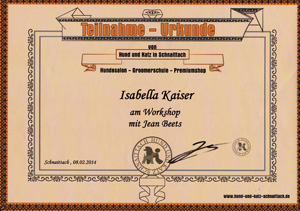 Teilnahme - Urkunde
von
Hund und Katz in Schnaittach
Hundesalon - Groomerschule - Premiumshop
Isabella Kaiser
am Workshop
mit Jean Beets
Schnaittach , 08.02.2014
www.hund-und-katz-schnaittach.de